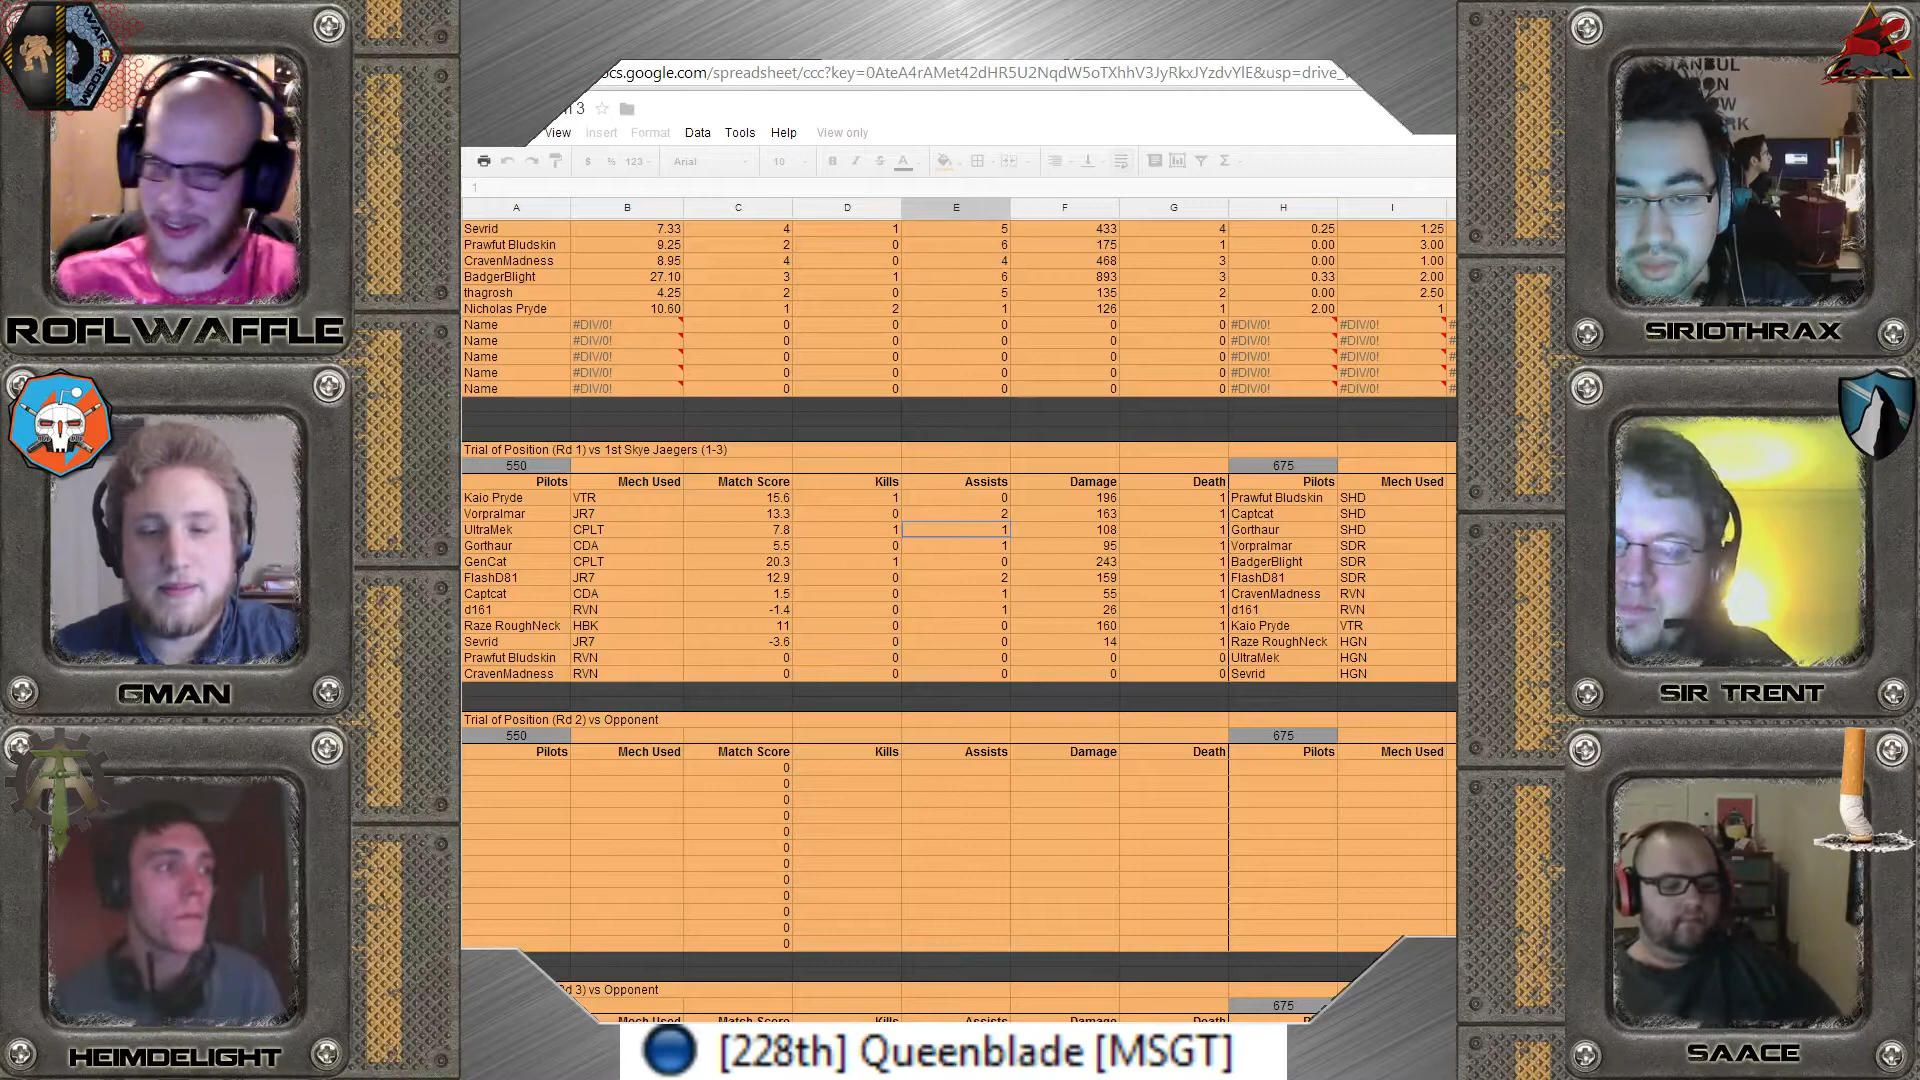 WAR ROOM
ROFLWAFFLE
GMAN
HEIMDELIGHT
cs.google.com/spreadsheet/ccc?key=0AteA4rAMet42dHR5U2NqdW5oTXhhV3JyRkxJYzdvYlE&usp=drive_
3
View Insert Format Data Tools Help View only
$ % 123 Arial 10 B I S A Σ
1
A B C D E F G H I
Sevrid 7.33 4 1 5 433 4 0.25 1.25
Prawfut Bludskin 9.25 2 0 6 175 1 0.00 3.00
CravenMadness 8.95 4 0 4 468 3 0.00 1.00
BadgerBlight 27.10 3 1 6 893 3 0.33 2.00
thagrosh 4.25 2 0 5 135 2 0.00 2.50
Nicholas Pryde 10.60 1 2 1 126 1 2.00 1
Name #DIV/0! 0 0 0 0 0 #DIV/0! #DIV/0! #
Name #DIV/0! 0 0 0 0 0 #DIV/0! #DIV/0! #
Name #DIV/0! 0 0 0 0 0 #DIV/0! #DIV/0! #
Name #DIV/0! 0 0 0 0 0 #DIV/0! #DIV/0! #
Name #DIV/0! 0 0 0 0 0 #DIV/0! #DIV/0! #
Trial of Position (Rd 1) vs 1st Skye Jaegers (1-3)
550 675
Pilots Mech Used Match Score Kills Assists Damage Death Pilots Mech Used
Kaio Pryde VTR 15.6 1 0 196 1 Prawfut Bludskin SHD
Vorpralmar JR7 13.3 0 2 163 1 Captcat SHD
UltraMek CPLT 7.8 1 1 108 1 Gorthaur SHD
Gorthaur CDA 5.5 0 1 95 1 Vorpralmar SDR
GenCat CPLT 20.3 1 0 243 1 BadgerBlight SDR
FlashD81 JR7 12.9 0 2 159 1 FlashD81 SDR
Captcat CDA 1.5 0 1 55 1 CravenMadness RVN
d161 RVN -1.4 0 1 26 1 d161 RVN
Raze RoughNeck HBK 11 0 0 160 1 Kaio Pryde VTR
Sevrid JR7 -3.6 0 0 14 1 Raze RoughNeck HGN
Prawfut Bludskin RVN 0 0 0 0 0 UltraMek HGN
CravenMadness RVN 0 0 0 0 0 Sevrid HGN
Trial of Position (Rd 2) vs Opponent
550 675
Pilots Mech Used Match Score Kills Assists Damage Death Pilots Mech Used
0
0
0
0
0
0
0
0
0
0
0
0
Rd 3) vs Opponent
675
Mech Used Match Score Kills Assists Damage Death
[228th] Queenblade [MSGT]
SIRIOTHRAX
SIR TRENT
SAACE